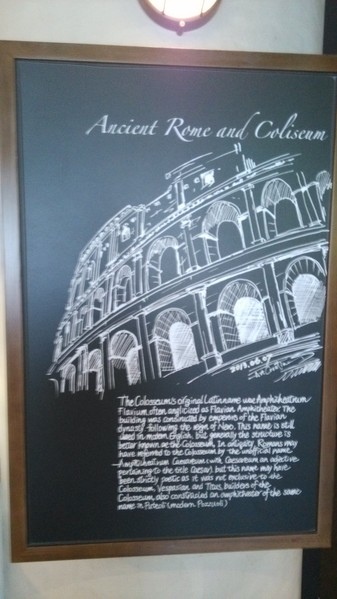 Ancient Rome and Coliseum
2013.06.07
The Colosseum's original Latin name was Amphitheatrum
Flavium, often anglicized as Flavian Amphitheater. The
building was constructed by emperors of the Flavian
dynasty, following the reign of Nero. This name is still
used in modern English, but generally the structure is
better known as the Colosseum. In antiquity, Romans may
have referred to the Colosseum by the unofficial name
Amphitheatrum Caesareum (with Caesareum an adjective
pertaining to the title Caesar), but this name may have
been strictly poetic as it was not exclusive to the
Colosseum; Vespasian and Titus, builders of the
Colosseum, also constructed an amphitheater of the same
name in Puteoli (modern Pozzuoli)